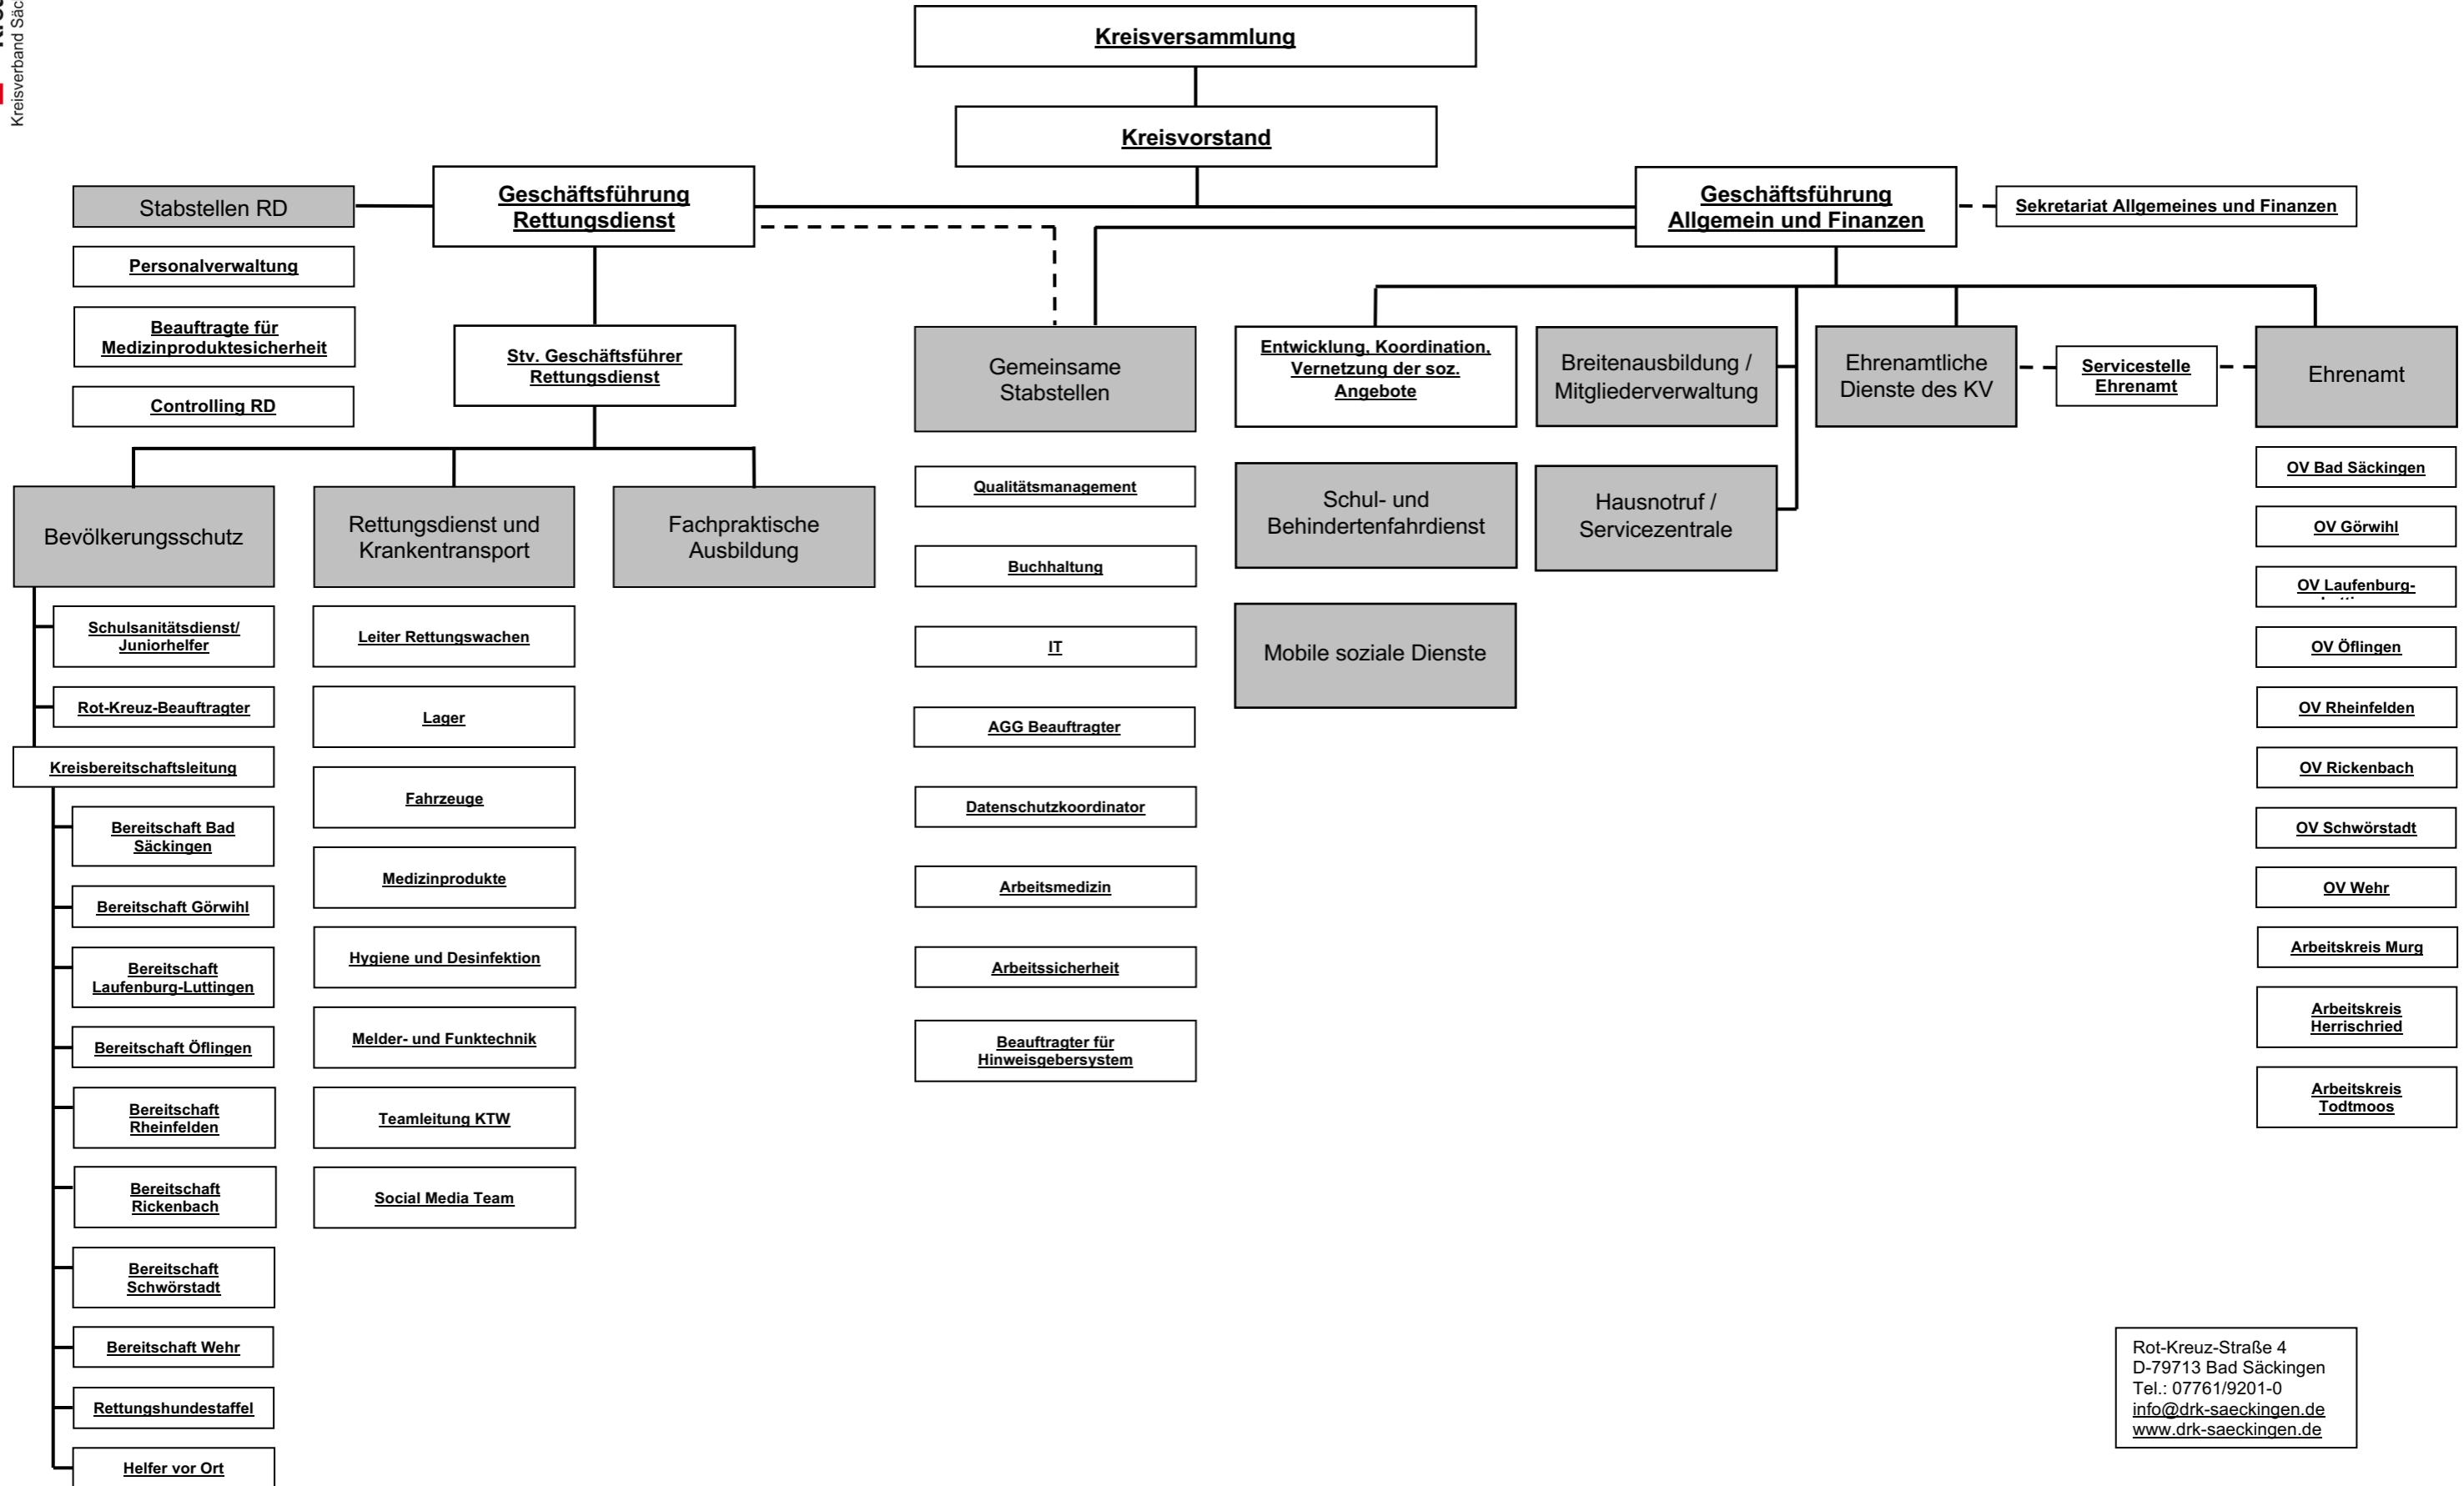 Kreisverband
Kreisversammlung
Kreisvorstand
Stabstellen RD
Geschäftsführung
Rettungsdienst
Geschäftsführung
Allgemein und Finanzen
Sekretariat Allgemeines und Finanzen
Personalverwaltung
Beauftragte für
Medizinproduktesicherheit
Controlling RD
Stv. Geschäftsführer
Rettungsdienst
Gemeinsame
Stabstellen
Entwicklung, Koordination,
Vernetzung der soz.
Angebote
Breitenausbildung /
Mitgliederverwaltung
Ehrenamtliche
Dienste des KV
Servicestelle
Ehrenamt
Ehrenamt
Bevölkerungsschutz
Rettungsdienst und
Krankentransport
Fachpraktische
Ausbildung
Schul- und
Behindertenfahrdienst
Hausnotruf /
Servicezentrale
Mobile soziale Dienste
Schulsanitätsdienst/
Juniorhelfer
Rot-Kreuz-Beauftragter
Kreisbereitschaftsleitung
Bereitschaft Bad
Säckingen
Bereitschaft Görwihl
Bereitschaft
Laufenburg-Luttingen
Bereitschaft Öflingen
Bereitschaft
Rheinfelden
Bereitschaft
Rickenbach
Bereitschaft
Schwörstadt
Bereitschaft Wehr
Rettungshundestaffel
Helfer vor Ort
Leiter Rettungswachen
Lager
Fahrzeuge
Medizinprodukte
Hygiene und Desinfektion
Melder- und Funktechnik
Teamleitung KTW
Social Media Team
Qualitätsmanagement
Buchhaltung
IT
AGG Beauftragter
Datenschutzkoordinator
Arbeitsmedizin
Arbeitssicherheit
Beauftragter für
Hinweisgebersystem
OV Bad Säckingen
OV Görwihl
OV Laufenburg-
OV Öflingen
OV Rheinfelden
OV Rickenbach
OV Schwörstadt
OV Wehr
Arbeitskreis Murg
Arbeitskreis
Herrischried
Arbeitskreis
Todtmoos
Rot-Kreuz-Straße 4
D-79713 Bad Säckingen
Tel.: 07761/9201-0
info@drk-saeckingen.de
www.drk-saeckingen.de